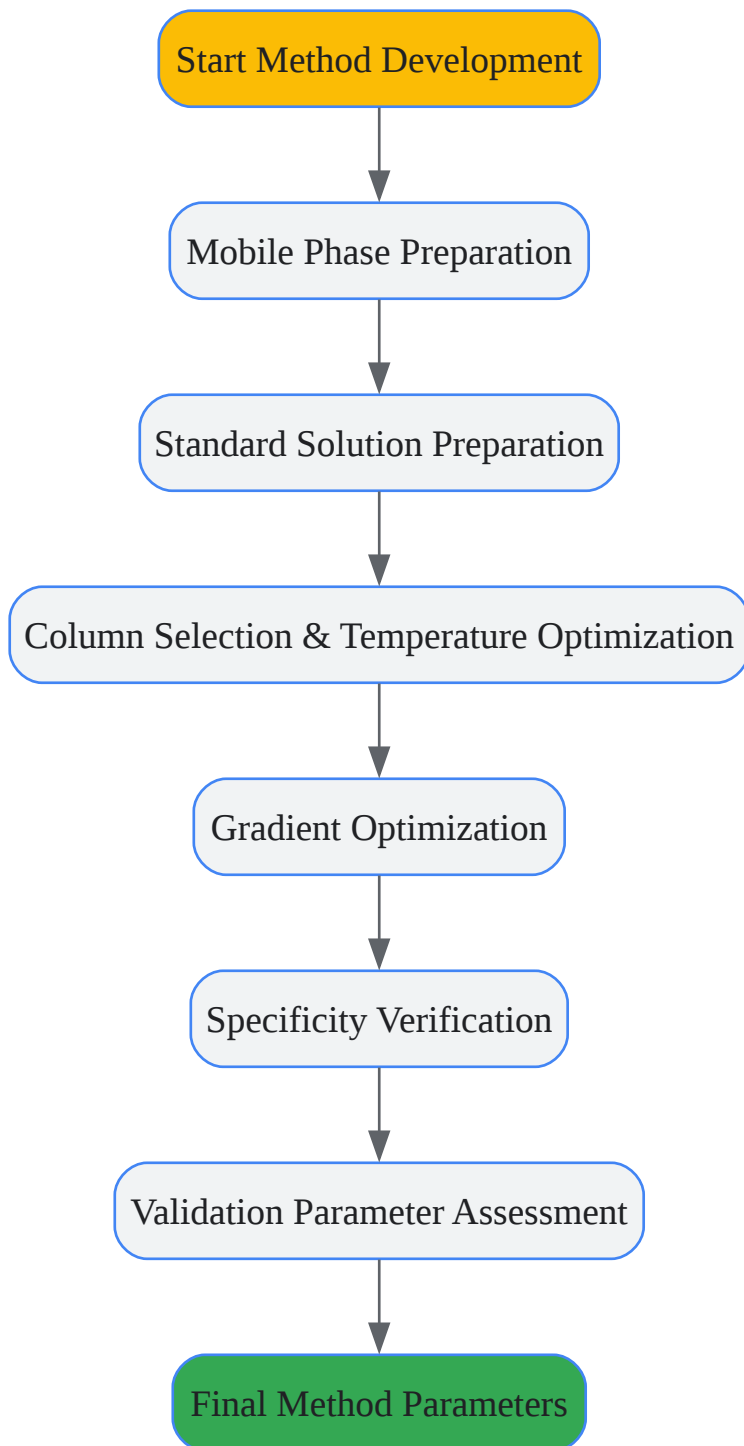 Start Method Development
Mobile Phase Preparation
Standard Solution Preparation
Column Selection & Temperature Optimization
Gradient Optimization
Specificity Verification
Validation Parameter Assessment
Final Method Parameters